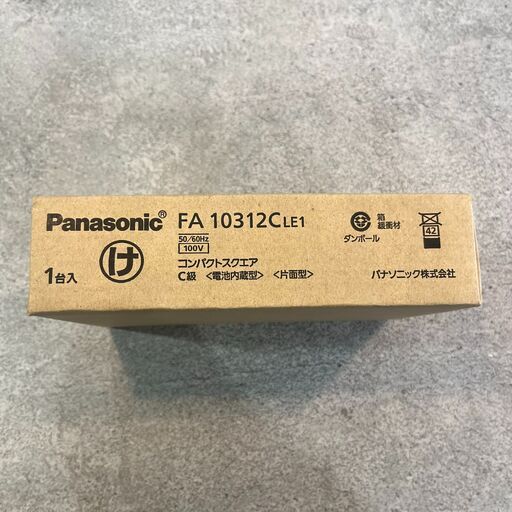 Panasonic® FA 10312C LE1
50/60Hz
100V
け
1台入
コンパクトスクエア
C級 〈電池内蔵型〉 〈片面型〉
箱
緩衝材
ダンボール
42
パナソニック株式会社